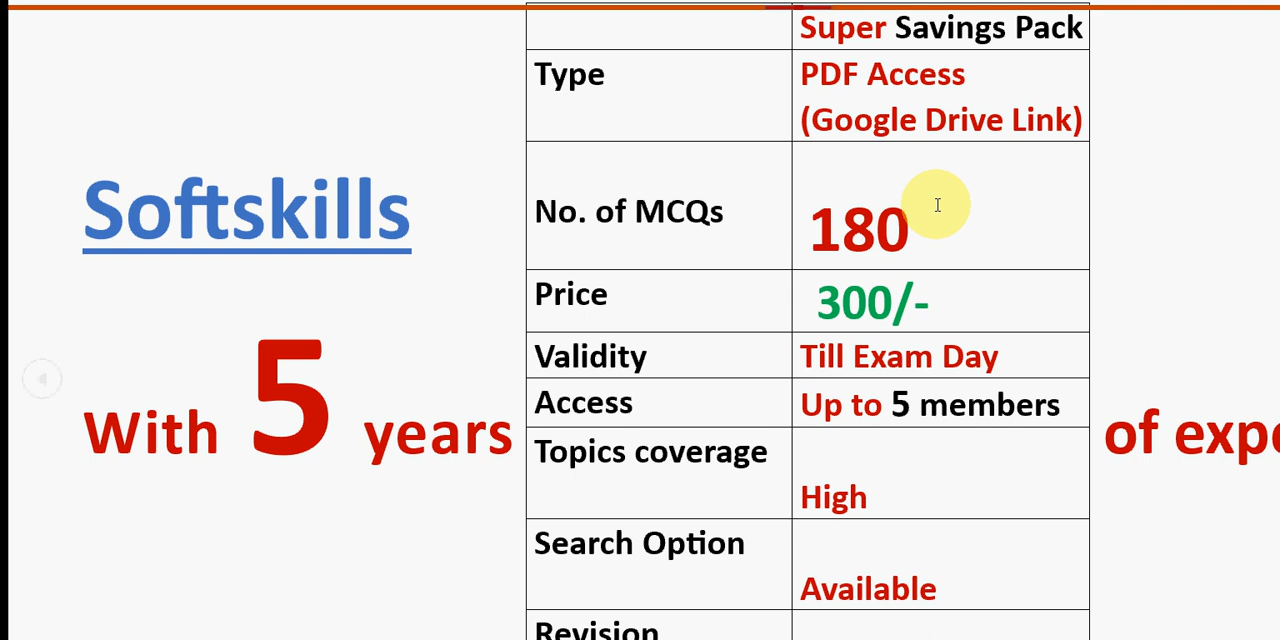 Super Savings Pack
Type
PDF Access
(Google Drive Link)
Softskills
No. of MCQs
180
Price
300/-
Validity
Till Exam Day
Access
Up to 5 members
With 5 years
of expe
Topics coverage
High
Search Option
Available
Revision